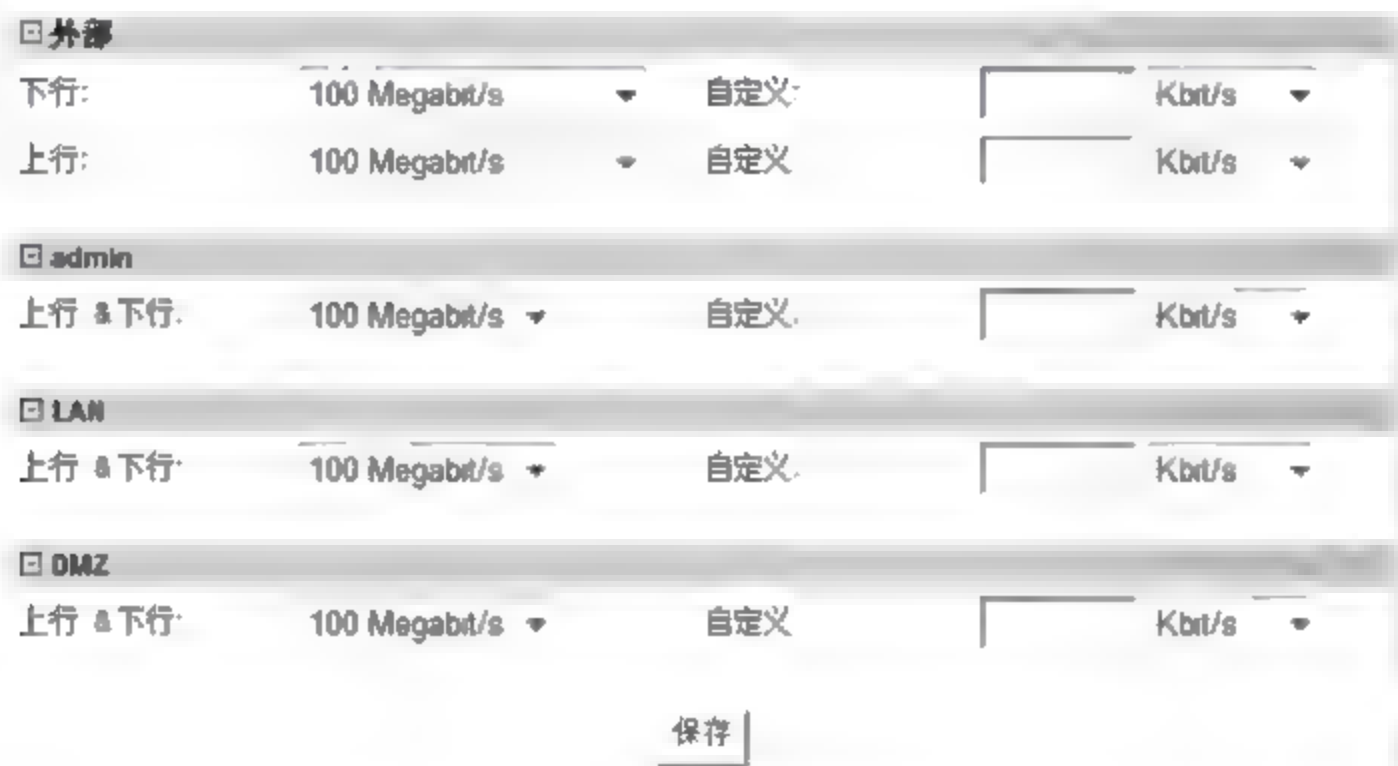 外部
下行: 100 Megabit/s 自定义: Kbit/s
上行: 100 Megabit/s 自定义 Kbit/s
admin
上行 &下行: 100 Megabit/s 自定义: Kbit/s
LAN
上行 &下行: 100 Megabit/s 自定义: Kbit/s
DMZ
上行 &下行: 100 Megabit/s 自定义 Kbit/s
保存